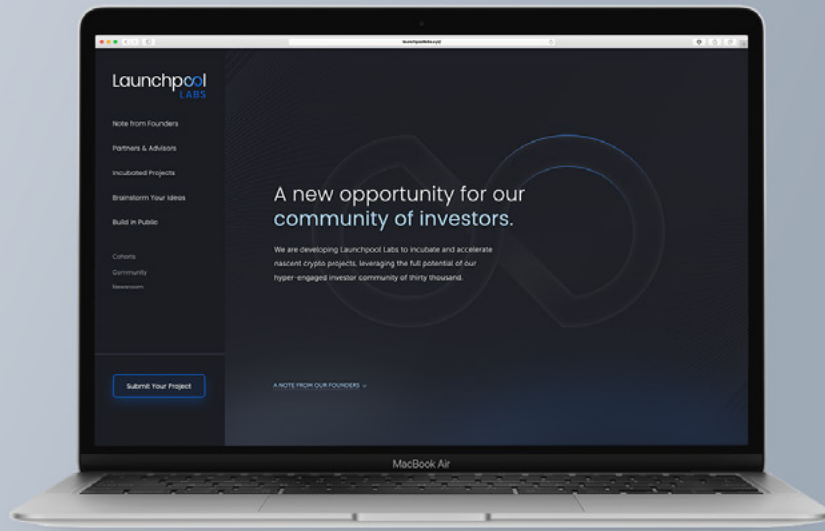 launchpoollabs.xyz
Launchpool
LABS
Note from Founders
Partners & Advisors
Incubated Projects
Brainstorm Your Ideas
Build in Public
Cohorts
Community
Newsroom
Submit Your Project
A new opportunity for our
community of investors.
We are developing Launchpool Labs to incubate and accelerate
nascent crypto projects, leveraging the full potential of our
hyper-engaged investor community of thirty thousand.
A NOTE FROM OUR FOUNDERS
MacBook Air